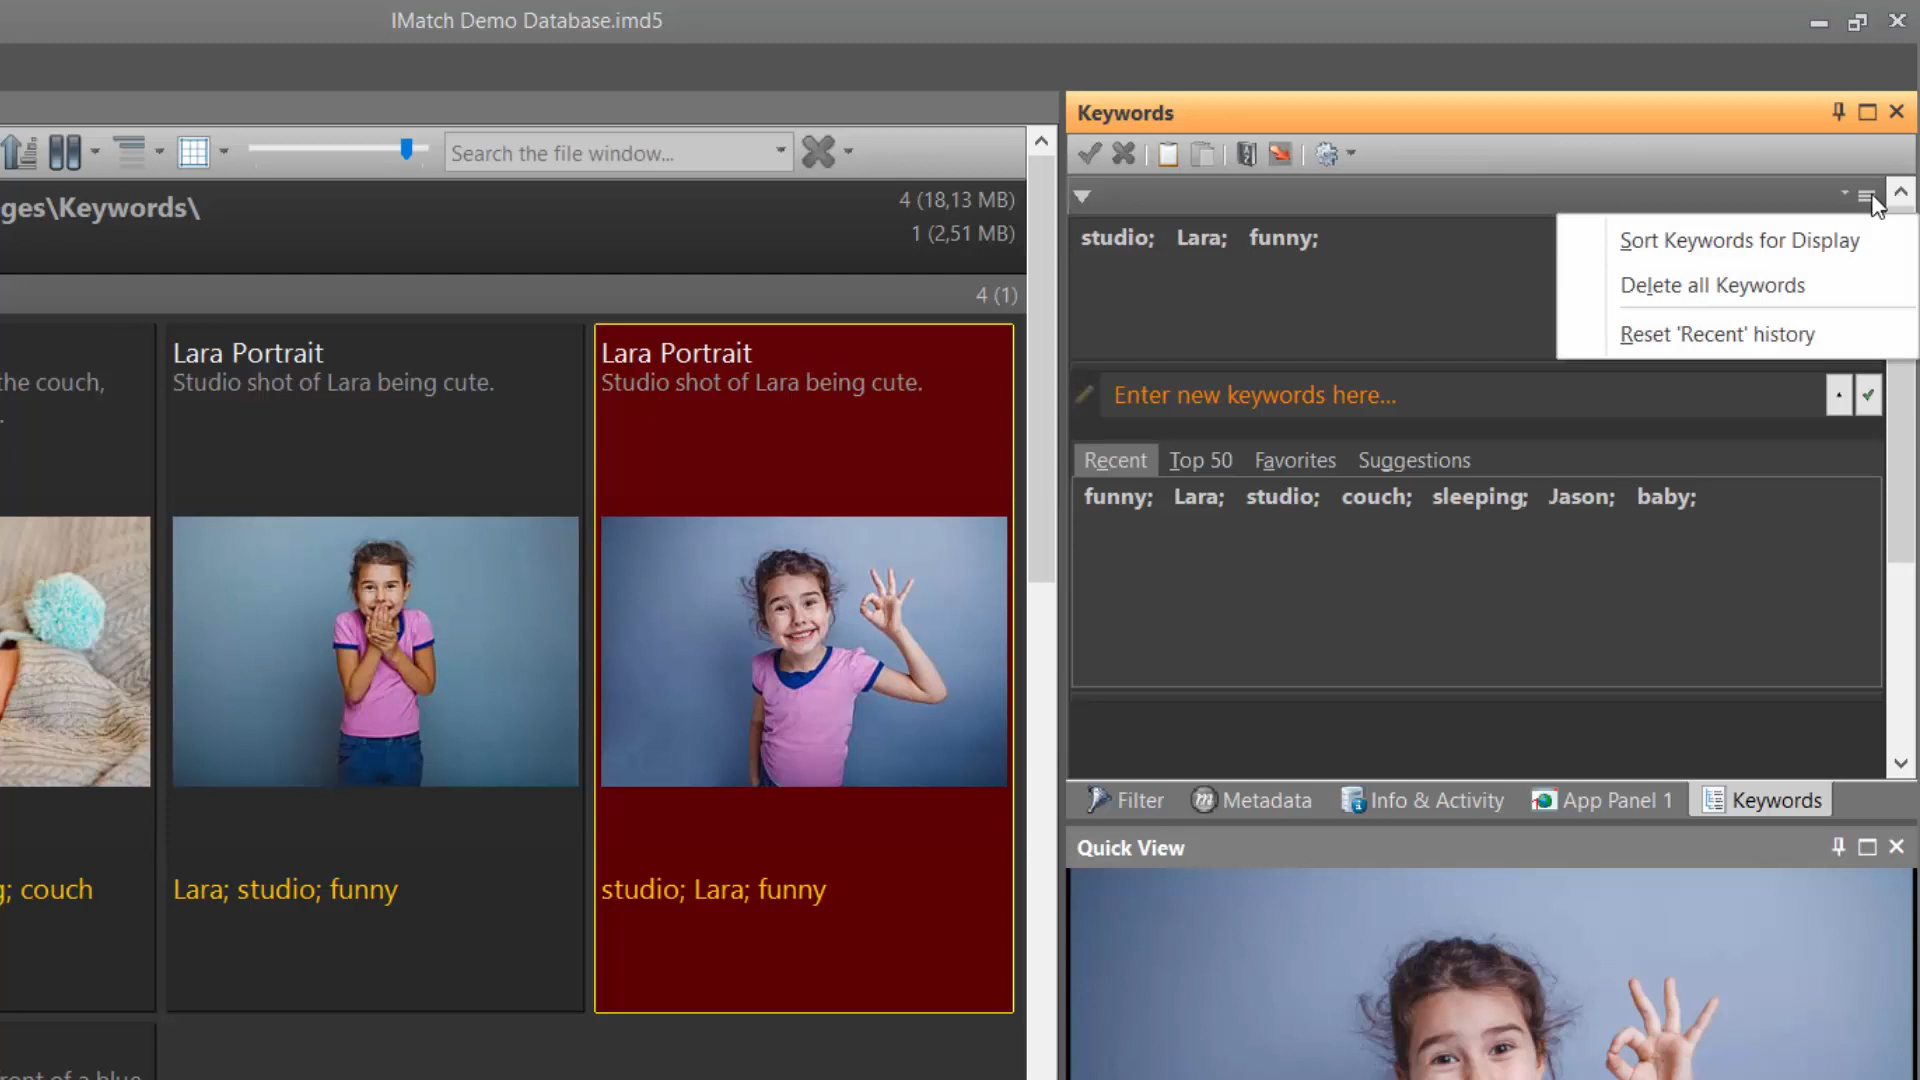 IMatch Demo Database.imd5
Keywords
Search the file window...
ges\Keywords\
4 (18,13 MB)
1 (2,51 MB)
4 (1)
studio; Lara; funny;
Sort Keywords for Display
Delete all Keywords
Reset 'Recent' history
Enter new keywords here...
Recent Top 50 Favorites Suggestions
funny; Lara; studio; couch; sleeping; Jason; baby;
the couch,
.
Lara Portrait
Studio shot of Lara being cute.
Lara Portrait
Studio shot of Lara being cute.
g; couch
Lara; studio; funny
studio; Lara; funny
Filter Metadata Info & Activity App Panel 1 Keywords
Quick View
front of a blue